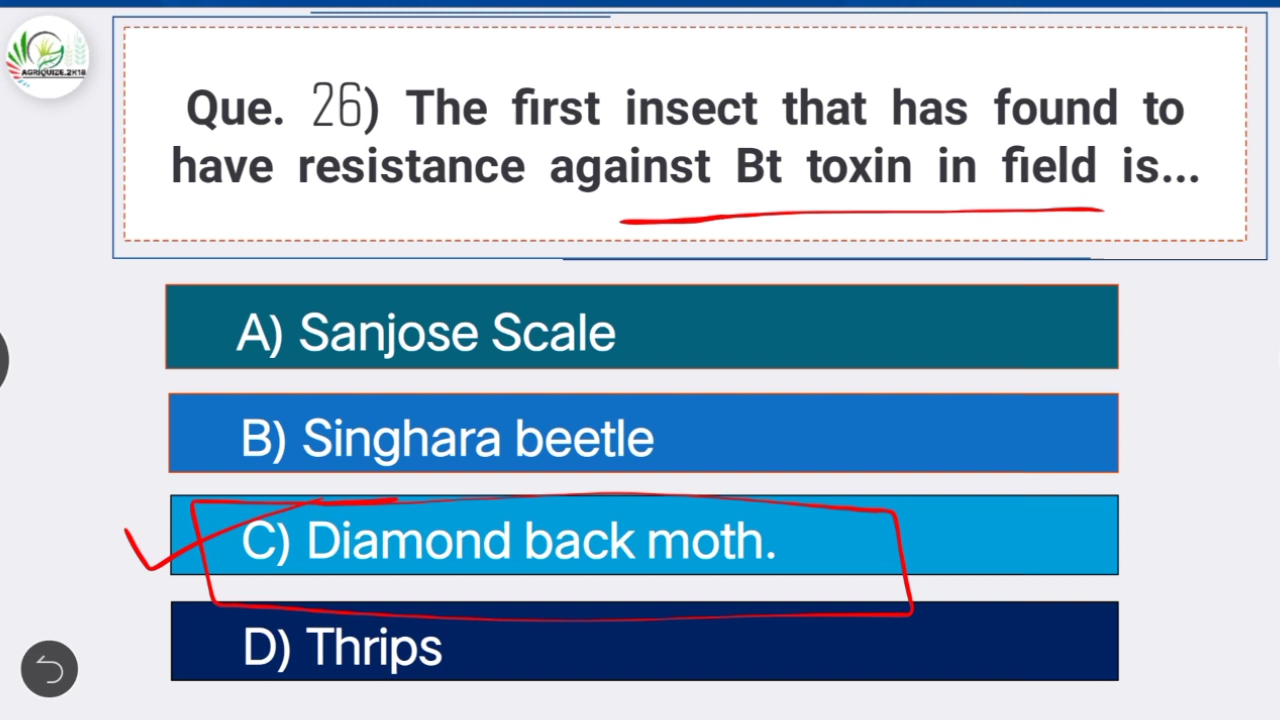 AGRIQUIZE.2K18
Que. 26) The first insect that has found to
have resistance against Bt toxin in field is...
A) Sanjose Scale
B) Singhara beetle
C) Diamond back moth.
D) Thrips